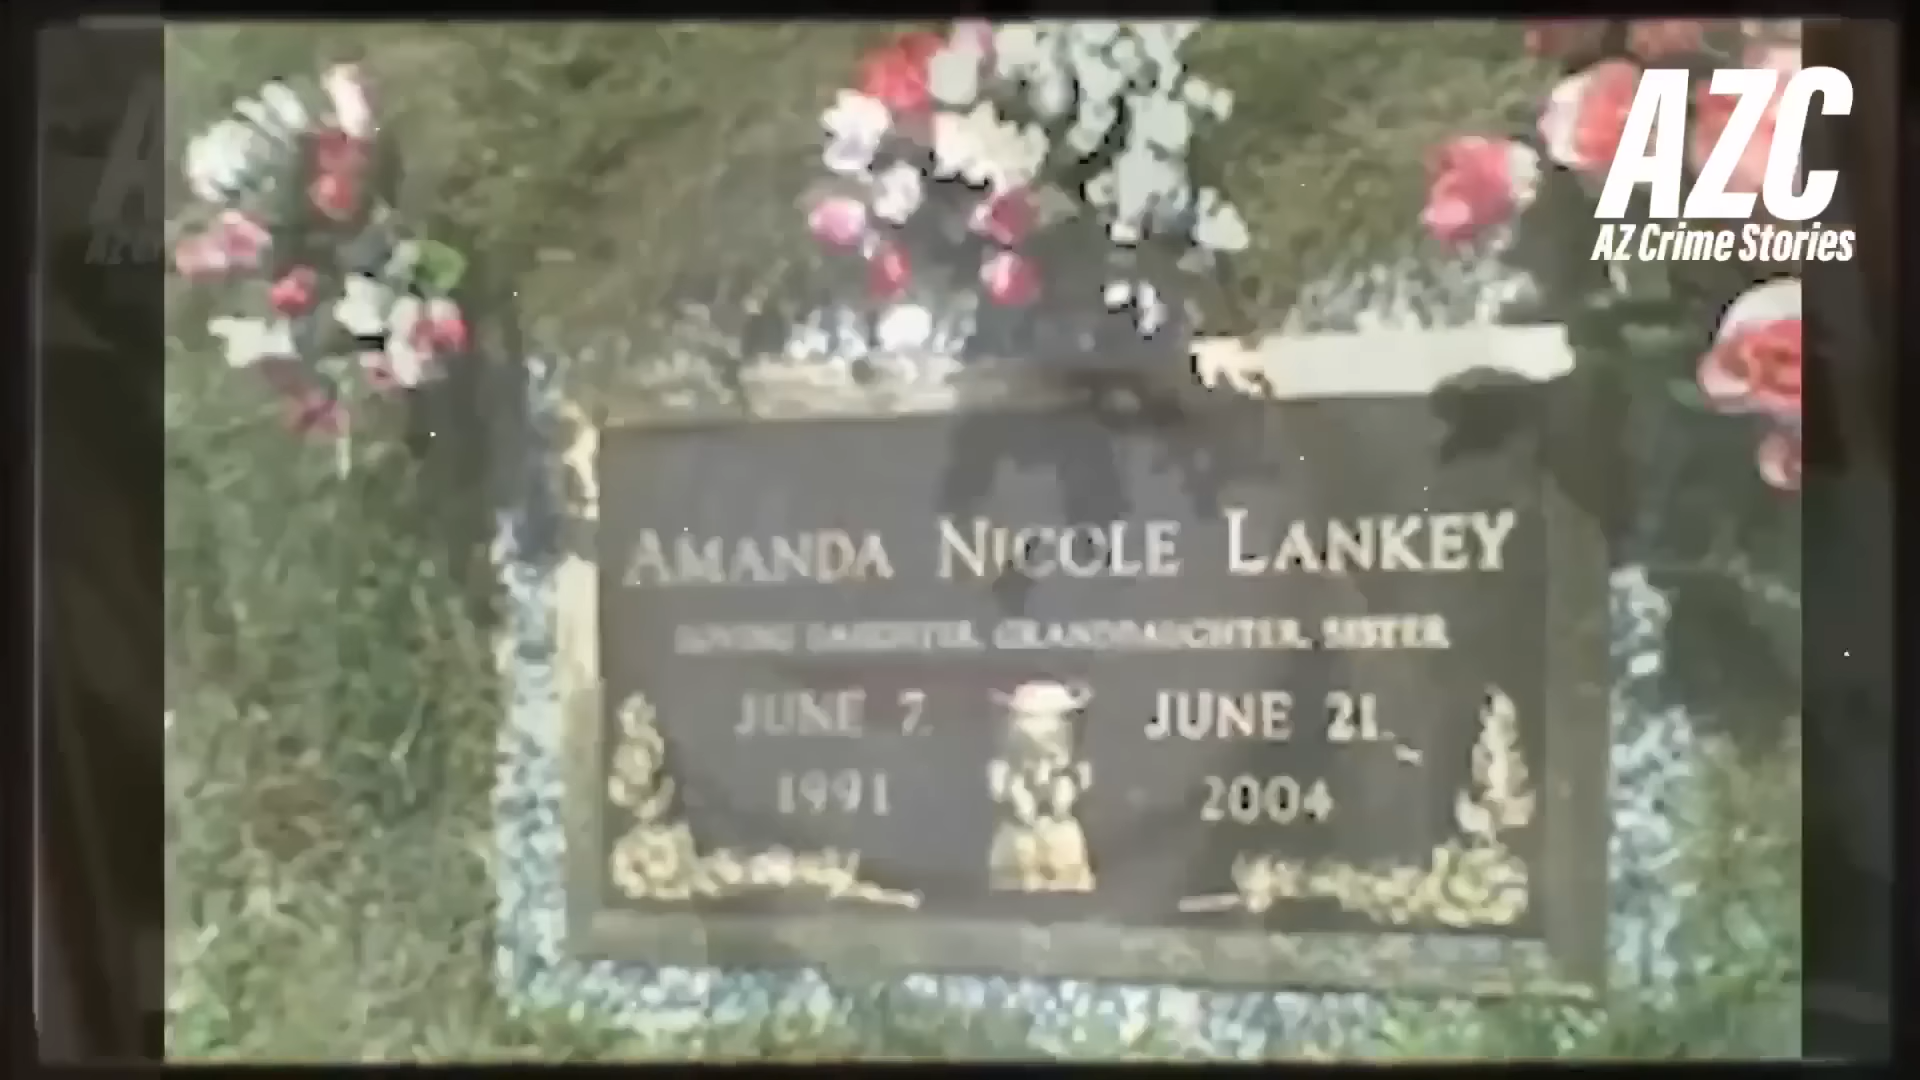 AZC
AZ Crime Stories
AMANDA NICOLE LANKEY
LOVING DAUGHTER, GRANDDAUGHTER, SISTER
JUNE 7, JUNE 21,
1991 2004